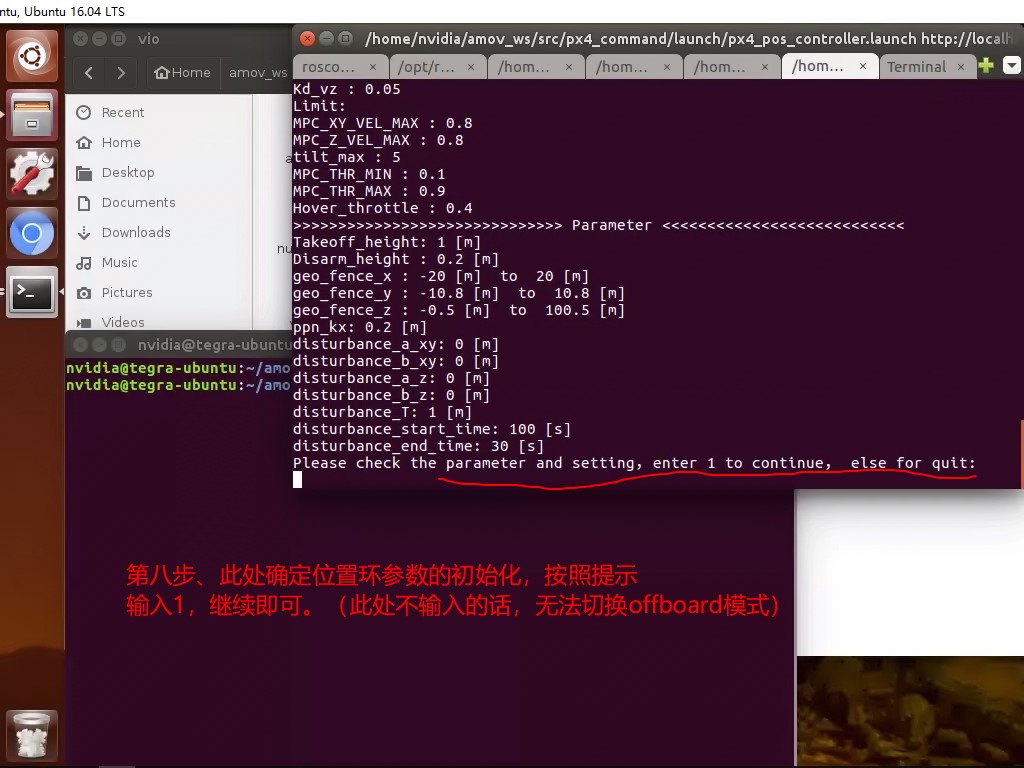 ntu, Ubuntu 16.04 LTS
vio
/home/nvidia/amov_ws/src/px4_command/launch/px4_pos_controller.launch http://localh
Home
amov_ws
rosco... ×
/opt/r... ×
/hom... ×
/hom... ×
/hom... ×
/hom... ×
Terminal ×
Recent
Home
Desktop
Documents
Downloads
Music
Pictures
Videos
nu
Kd_vz : 0.05
Limit:
MPC_XY_VEL_MAX : 0.8
MPC_Z_VEL_MAX : 0.8
tilt_max : 5
MPC_THR_MIN : 0.1
MPC_THR_MAX : 0.9
Hover_throttle : 0.4
>>>>>>>>>>>>>>>>>>>>>>>>>>>>>> Parameter <<<<<<<<<<<<<<<<<<<<<<<<<<<
Takeoff_height: 1 [m]
Disarm_height : 0.2 [m]
geo_fence_x : -20 [m]  to  20 [m]
geo_fence_y : -10.8 [m]  to  10.8 [m]
geo_fence_z : -0.5 [m]  to  100.5 [m]
ppn_kx: 0.2 [m]
disturbance_a_xy: 0 [m]
disturbance_b_xy: 0 [m]
disturbance_a_z: 0 [m]
disturbance_b_z: 0 [m]
disturbance_T: 1 [m]
disturbance_start_time: 100 [s]
disturbance_end_time: 30 [s]
Please check the parameter and setting, enter 1 to continue,  else for quit:
nvidia@tegra-ubuntu
nvidia@tegra-ubuntu:~/amo
nvidia@tegra-ubuntu:~/amo
第八步、此处确定位置环参数的初始化，按照提示
输入1，继续即可。（此处不输入的话，无法切换offboard模式）